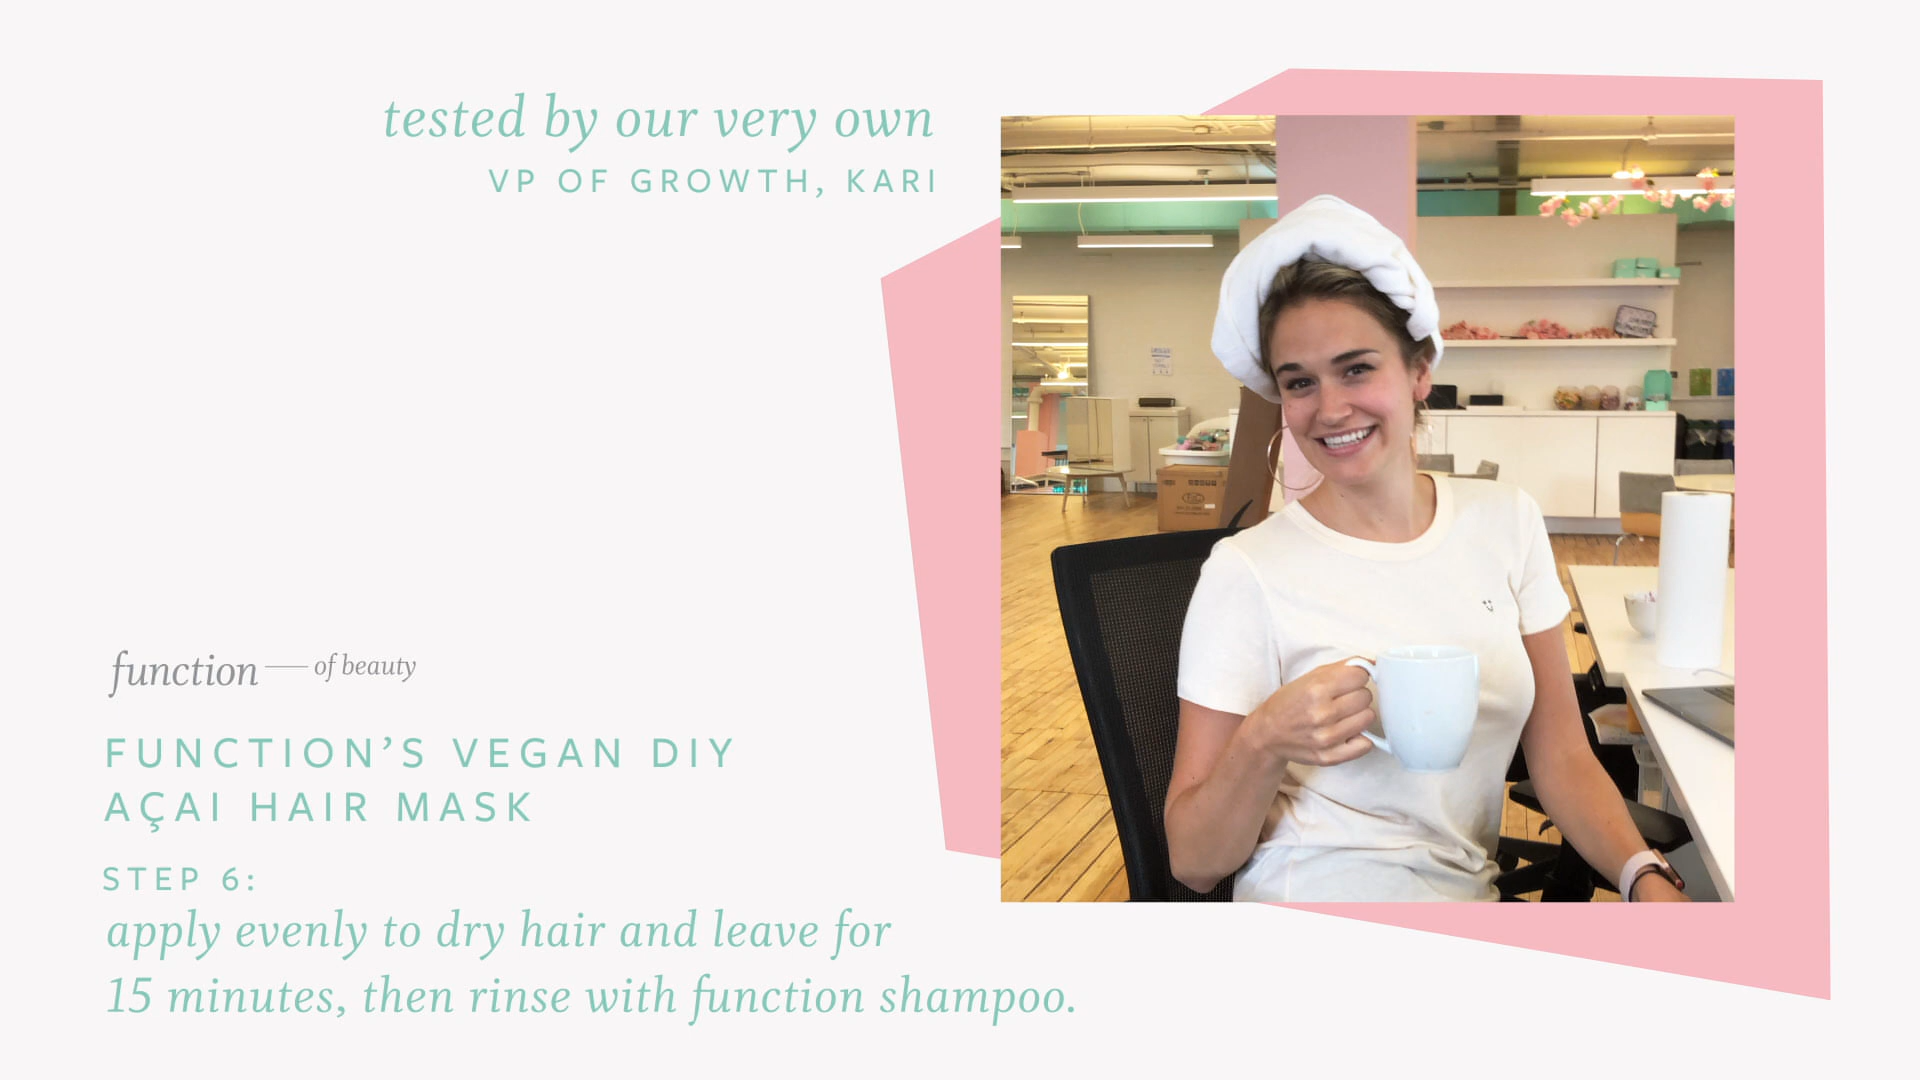 tested by our very own
VP OF GROWTH, KARI
function — of beauty
FUNCTION’S VEGAN DIY
AÇAI HAIR MASK
STEP 6:
apply evenly to dry hair and leave for
15 minutes, then rinse with function shampoo.